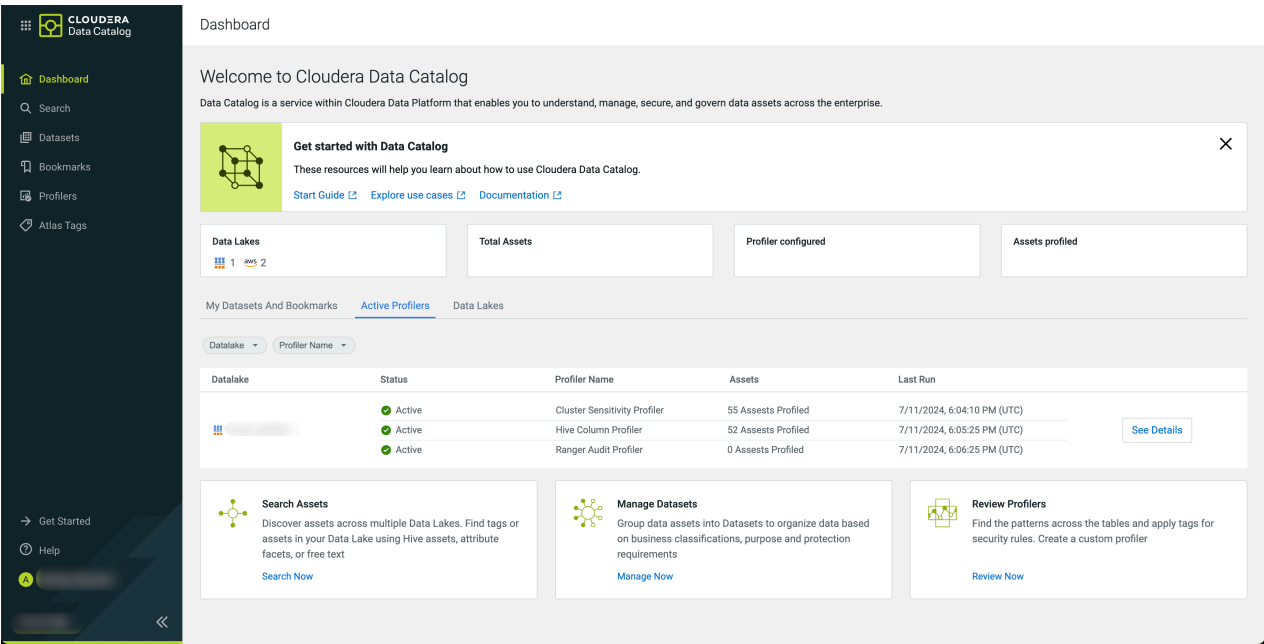 CLOUDERA
Data Catalog
Dashboard
Search
Datasets
Bookmarks
Profilers
Atlas Tags
Get Started
Help
A
Dashboard
Welcome to Cloudera Data Catalog
Data Catalog is a service within Cloudera Data Platform that enables you to understand, manage, secure, and govern data assets across the enterprise.
Get started with Data Catalog
These resources will help you learn about how to use Cloudera Data Catalog.
Start Guide Explore use cases Documentation
Data Lakes
1 aws 2
Total Assets
Profiler configured
Assets profiled
My Datasets And Bookmarks Active Profilers Data Lakes
Datalake Profiler Name
Datalake Status Profiler Name Assets Last Run
Active Cluster Sensitivity Profiler 55 Assests Profiled 7/11/2024, 6:04:10 PM (UTC)
Active Hive Column Profiler 52 Assests Profiled 7/11/2024, 6:05:25 PM (UTC) See Details
Active Ranger Audit Profiler 0 Assests Profiled 7/11/2024, 6:06:25 PM (UTC)
Search Assets
Discover assets across multiple Data Lakes. Find tags or
assets in your Data Lake using Hive assets, attribute
facets, or free text
Search Now
Manage Datasets
Group data assets into Datasets to organize data based
on business classifications, purpose and protection
requirements
Manage Now
Review Profilers
Find the patterns across the tables and apply tags for
security rules. Create a custom profiler
Review Now